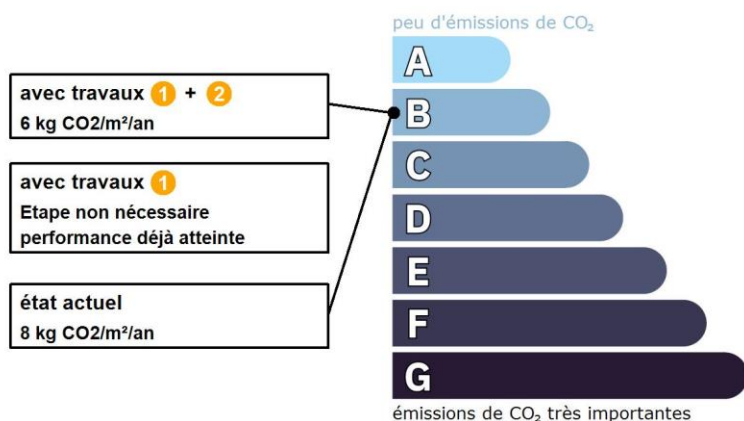 peu d'émissions de CO₂
avec travaux 1 + 2
6 kg CO2/m²/an
avec travaux 1
Etape non nécessaire
performance déjà atteinte
état actuel
8 kg CO2/m²/an
A
B
C
D
E
F
G
émissions de CO₂ très importantes